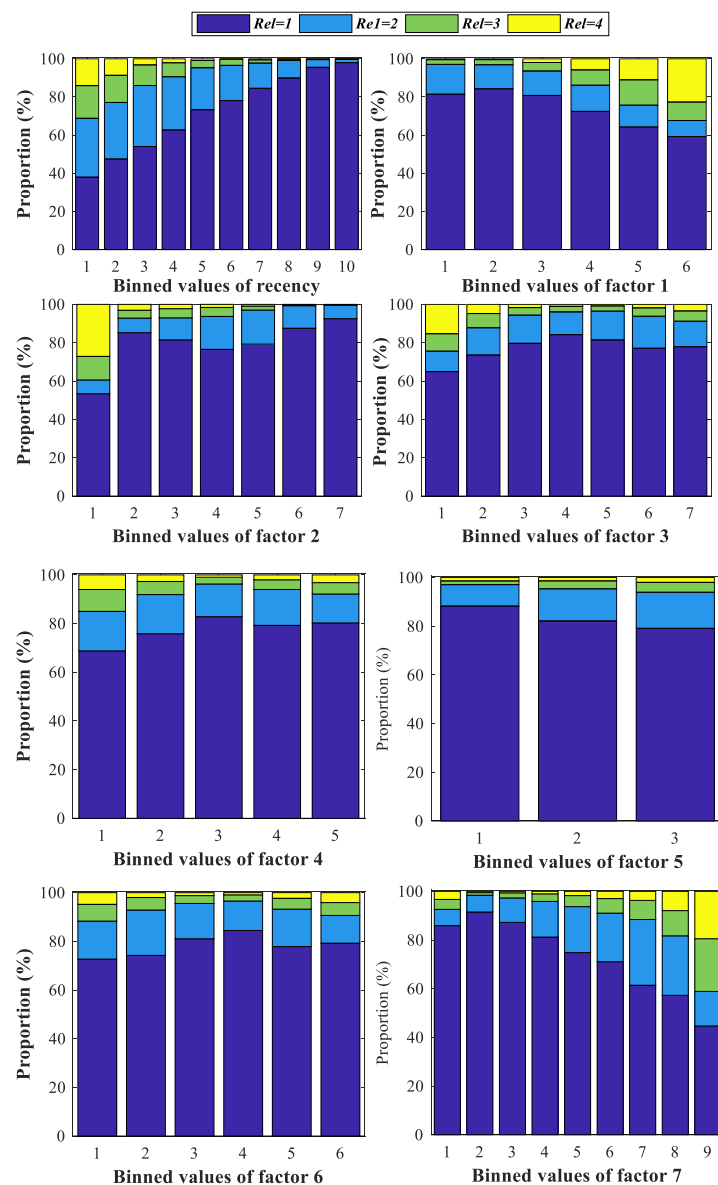 Rel=1 Re1=2 Rel=3 Rel=4
100
80
60
40
20
0
Proportion (%)
1 2 3 4 5 6 7 8 9 10
Binned values of recency
100
80
60
40
20
0
Proportion (%)
1 2 3 4 5 6
Binned values of factor 1
100
80
60
40
20
0
Proportion (%)
1 2 3 4 5 6 7
Binned values of factor 2
100
80
60
40
20
0
Proportion (%)
1 2 3 4 5 6 7
Binned values of factor 3
100
80
60
40
20
0
Proportion (%)
1 2 3 4 5
Binned values of factor 4
100
80
60
40
20
0
Proportion (%)
1 2 3
Binned values of factor 5
100
80
60
40
20
0
Proportion (%)
1 2 3 4 5 6
Binned values of factor 6
100
80
60
40
20
0
Proportion (%)
1 2 3 4 5 6 7 8 9
Binned values of factor 7